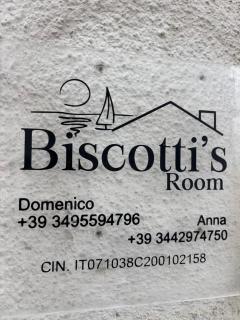 Biscotti's
Room
Domenico
+39 3495594796
Anna
+39 3442974750
CIN. IT071038C200102158